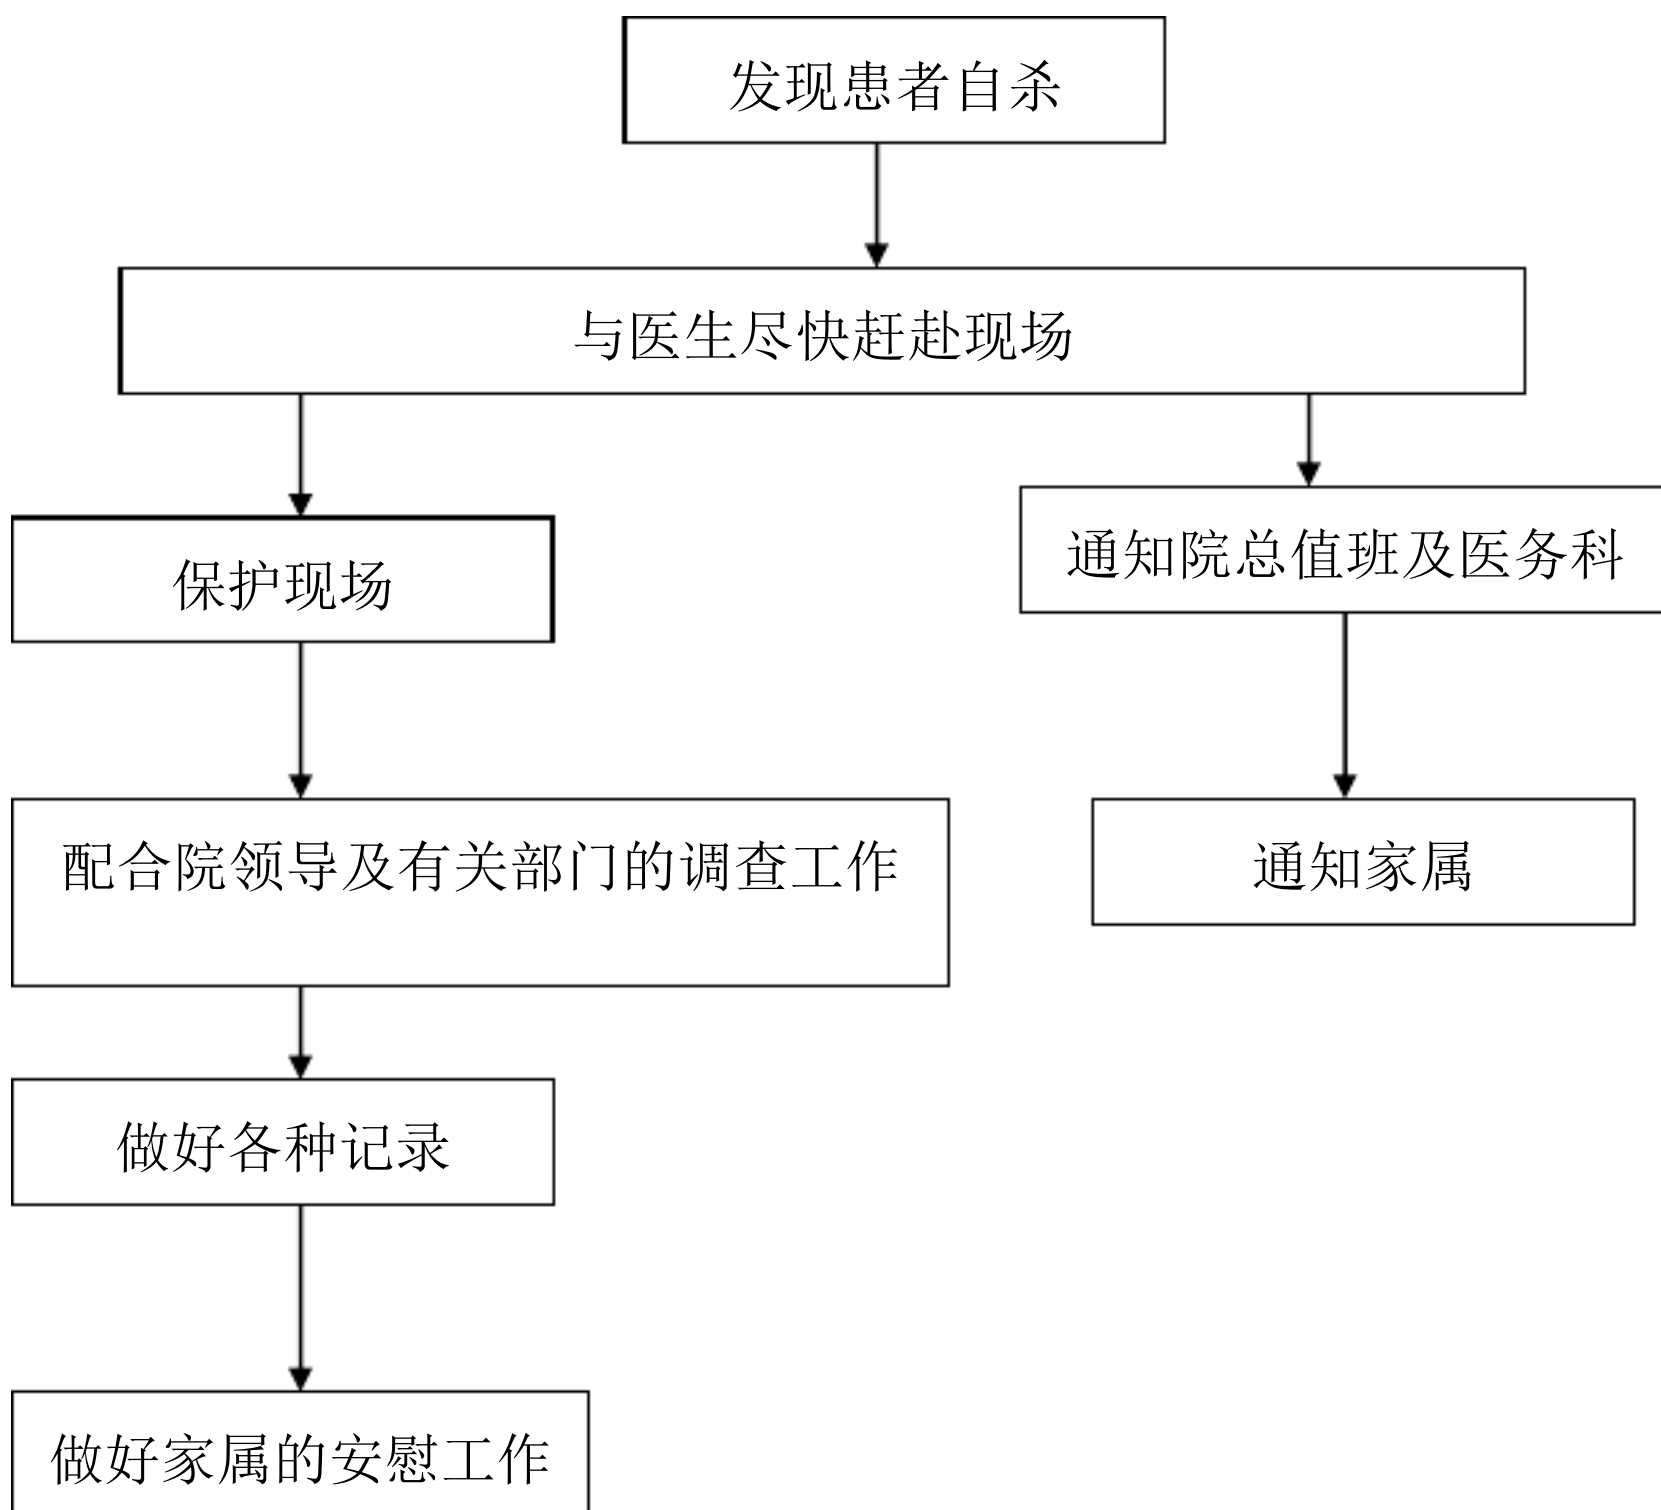 发现患者自杀
与医生尽快赶赴现场
通知院总值班及医务科
保护现场
配合院领导及有关部门的调查工作
通知家属
做好各种记录
做好家属的安慰工作